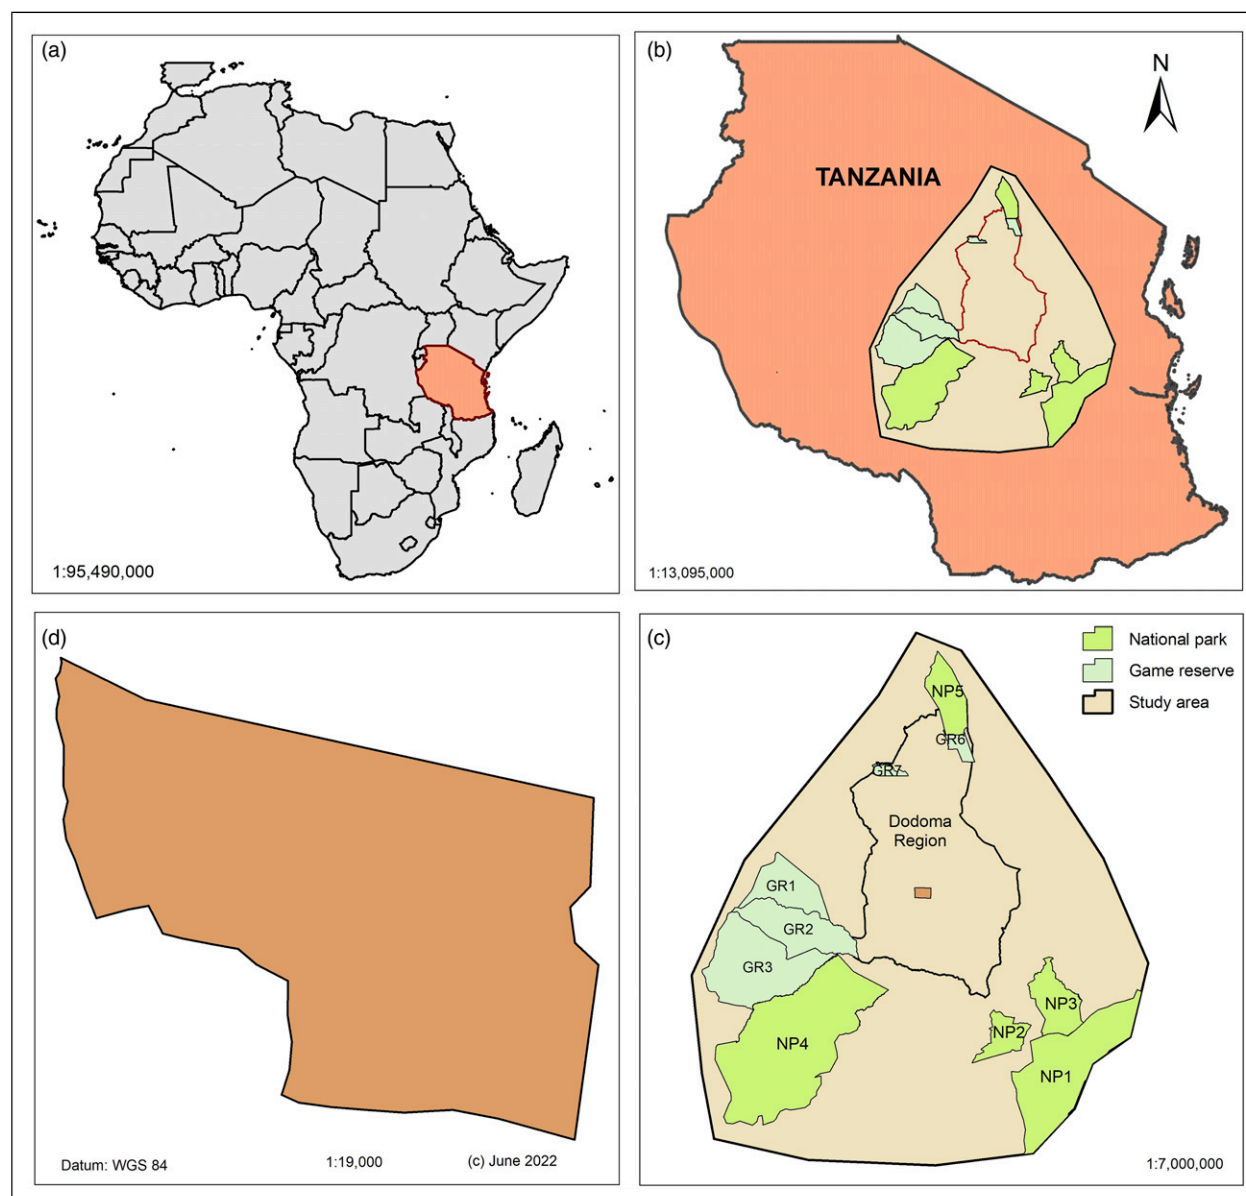 (a)
1:95,490,000
(b)
N
TANZANIA
1:13,095,000
(d)
Datum: WGS 84
1:19,000
(c) June 2022
(c)
National park
Game reserve
Study area
NP5
GR6
GR7
Dodoma
Region
GR1
GR2
GR3
NP4
NP3
NP2
NP1
1:7,000,000